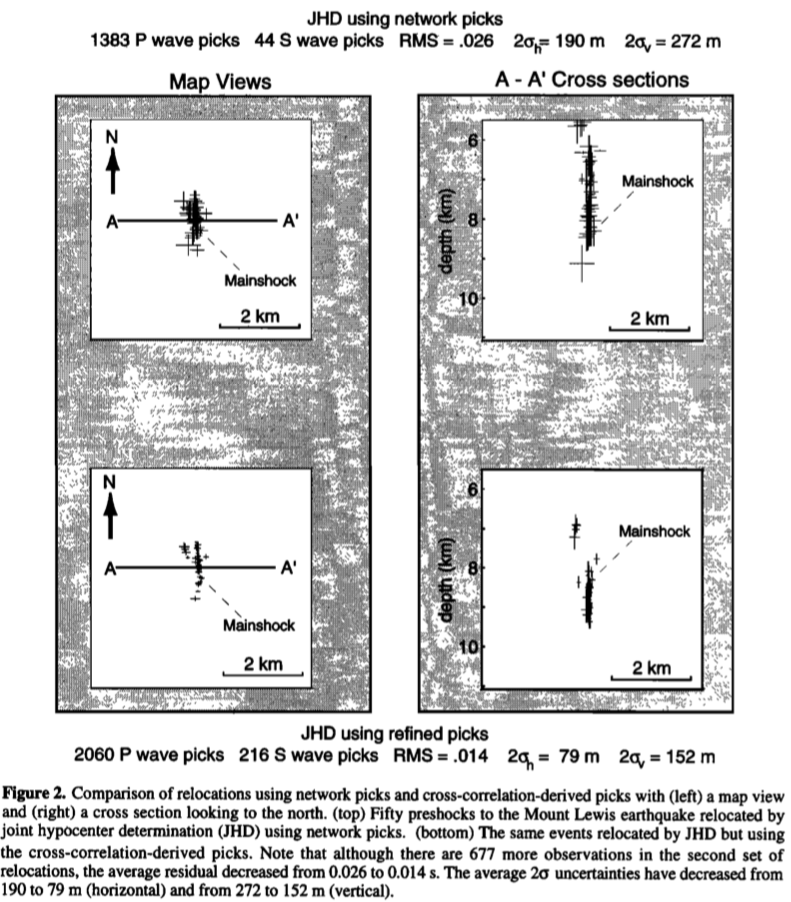 JHD using network picks
1383 P wave picks 44 S wave picks RMS = .026 2σh= 190 m 2σv = 272 m
Map Views
A - A' Cross sections
N
A
A'
Mainshock
2 km
6
8
10
depth (km)
Mainshock
2 km
N
A
A'
Mainshock
2 km
6
8
10
depth (km)
Mainshock
2 km
JHD using refined picks
2060 P wave picks 216 S wave picks RMS = .014 2σh = 79 m 2σv = 152 m
Figure 2. Comparison of relocations using network picks and cross-correlation-derived picks with (left) a map view
and (right) a cross section looking to the north. (top) Fifty preshocks to the Mount Lewis earthquake relocated by
joint hypocenter determination (JHD) using network picks. (bottom) The same events relocated by JHD but using
the cross-correlation-derived picks. Note that although there are 677 more observations in the second set of
relocations, the average residual decreased from 0.026 to 0.014 s. The average 2σ uncertainties have decreased from
190 to 79 m (horizontal) and from 272 to 152 m (vertical).